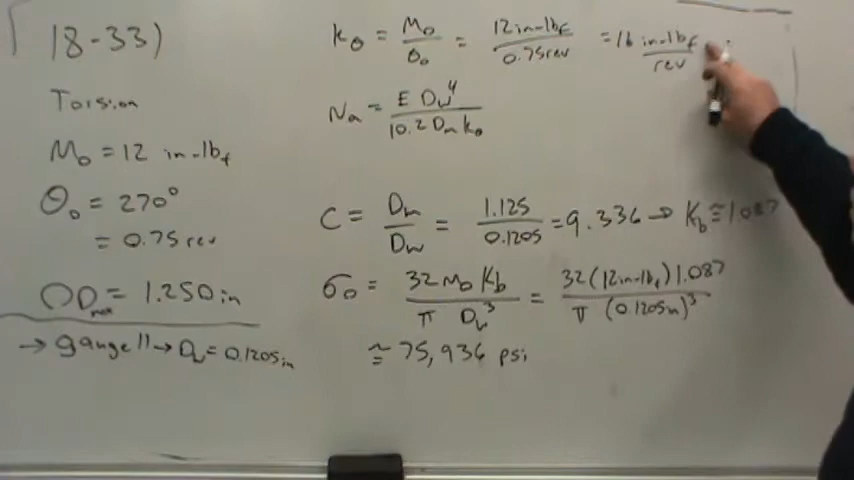 18-33)
Torsion
M₀ = 12 in-lbf
θ₀ = 270°
= 0.75 rev
OD max = 1.250 in
→ gauge 11 → Dw = 0.1205 in
kθ = M₀/θ₀ = 12 in-lbf/0.75 rev = 16 in-lbf/rev
Na = E Dw⁴/10.2 Dm kθ
C = Dm/Dw = 1.125/0.1205 = 9.336 → Kb ≅ 1.087
σ₀ = 32 M₀ Kb/π Dw³ = 32(12 in-lbf)1.087/π (0.1205in)³
≅ 75,936 psi